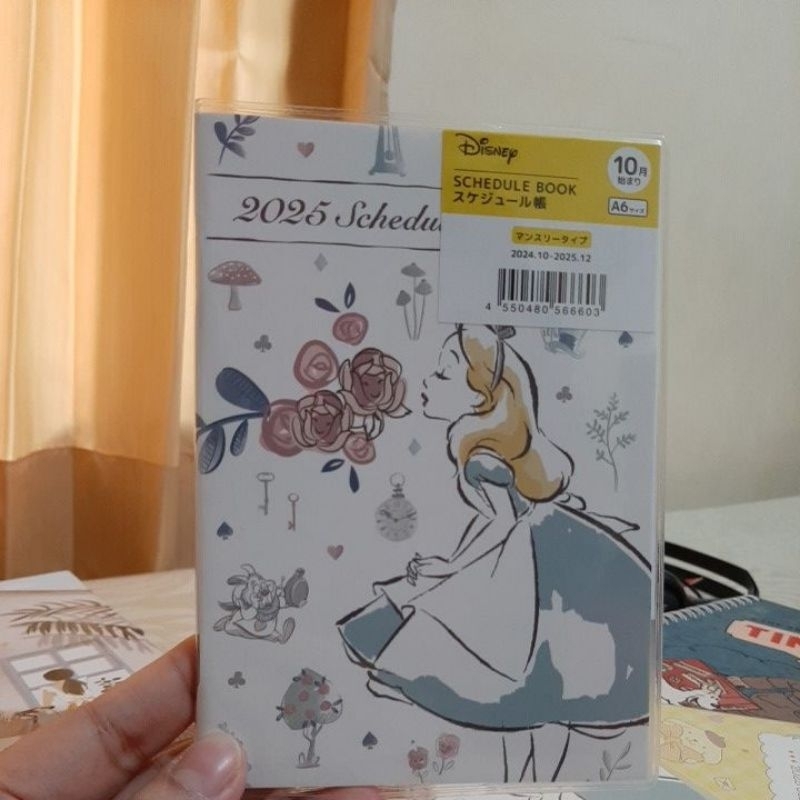 Disney
SCHEDULE BOOK
スケジュール帳
10月
始まり
A6サイズ
マンスリータイプ
2024.10-2025.12
4 550480 566603
2025 Schedu
TIM